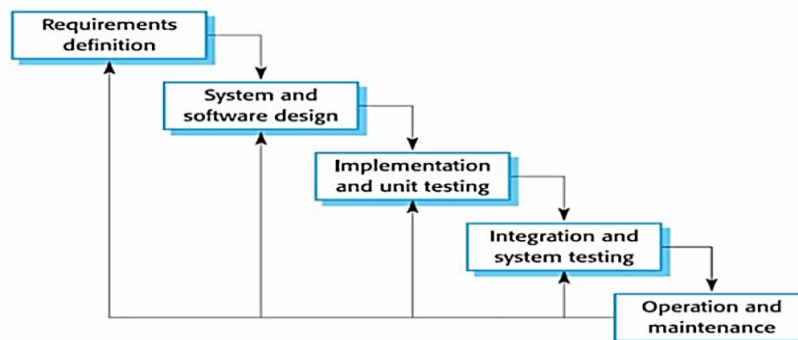 Requirements
definition
System and
software design
Implementation
and unit testing
Integration and
system testing
Operation and
maintenance